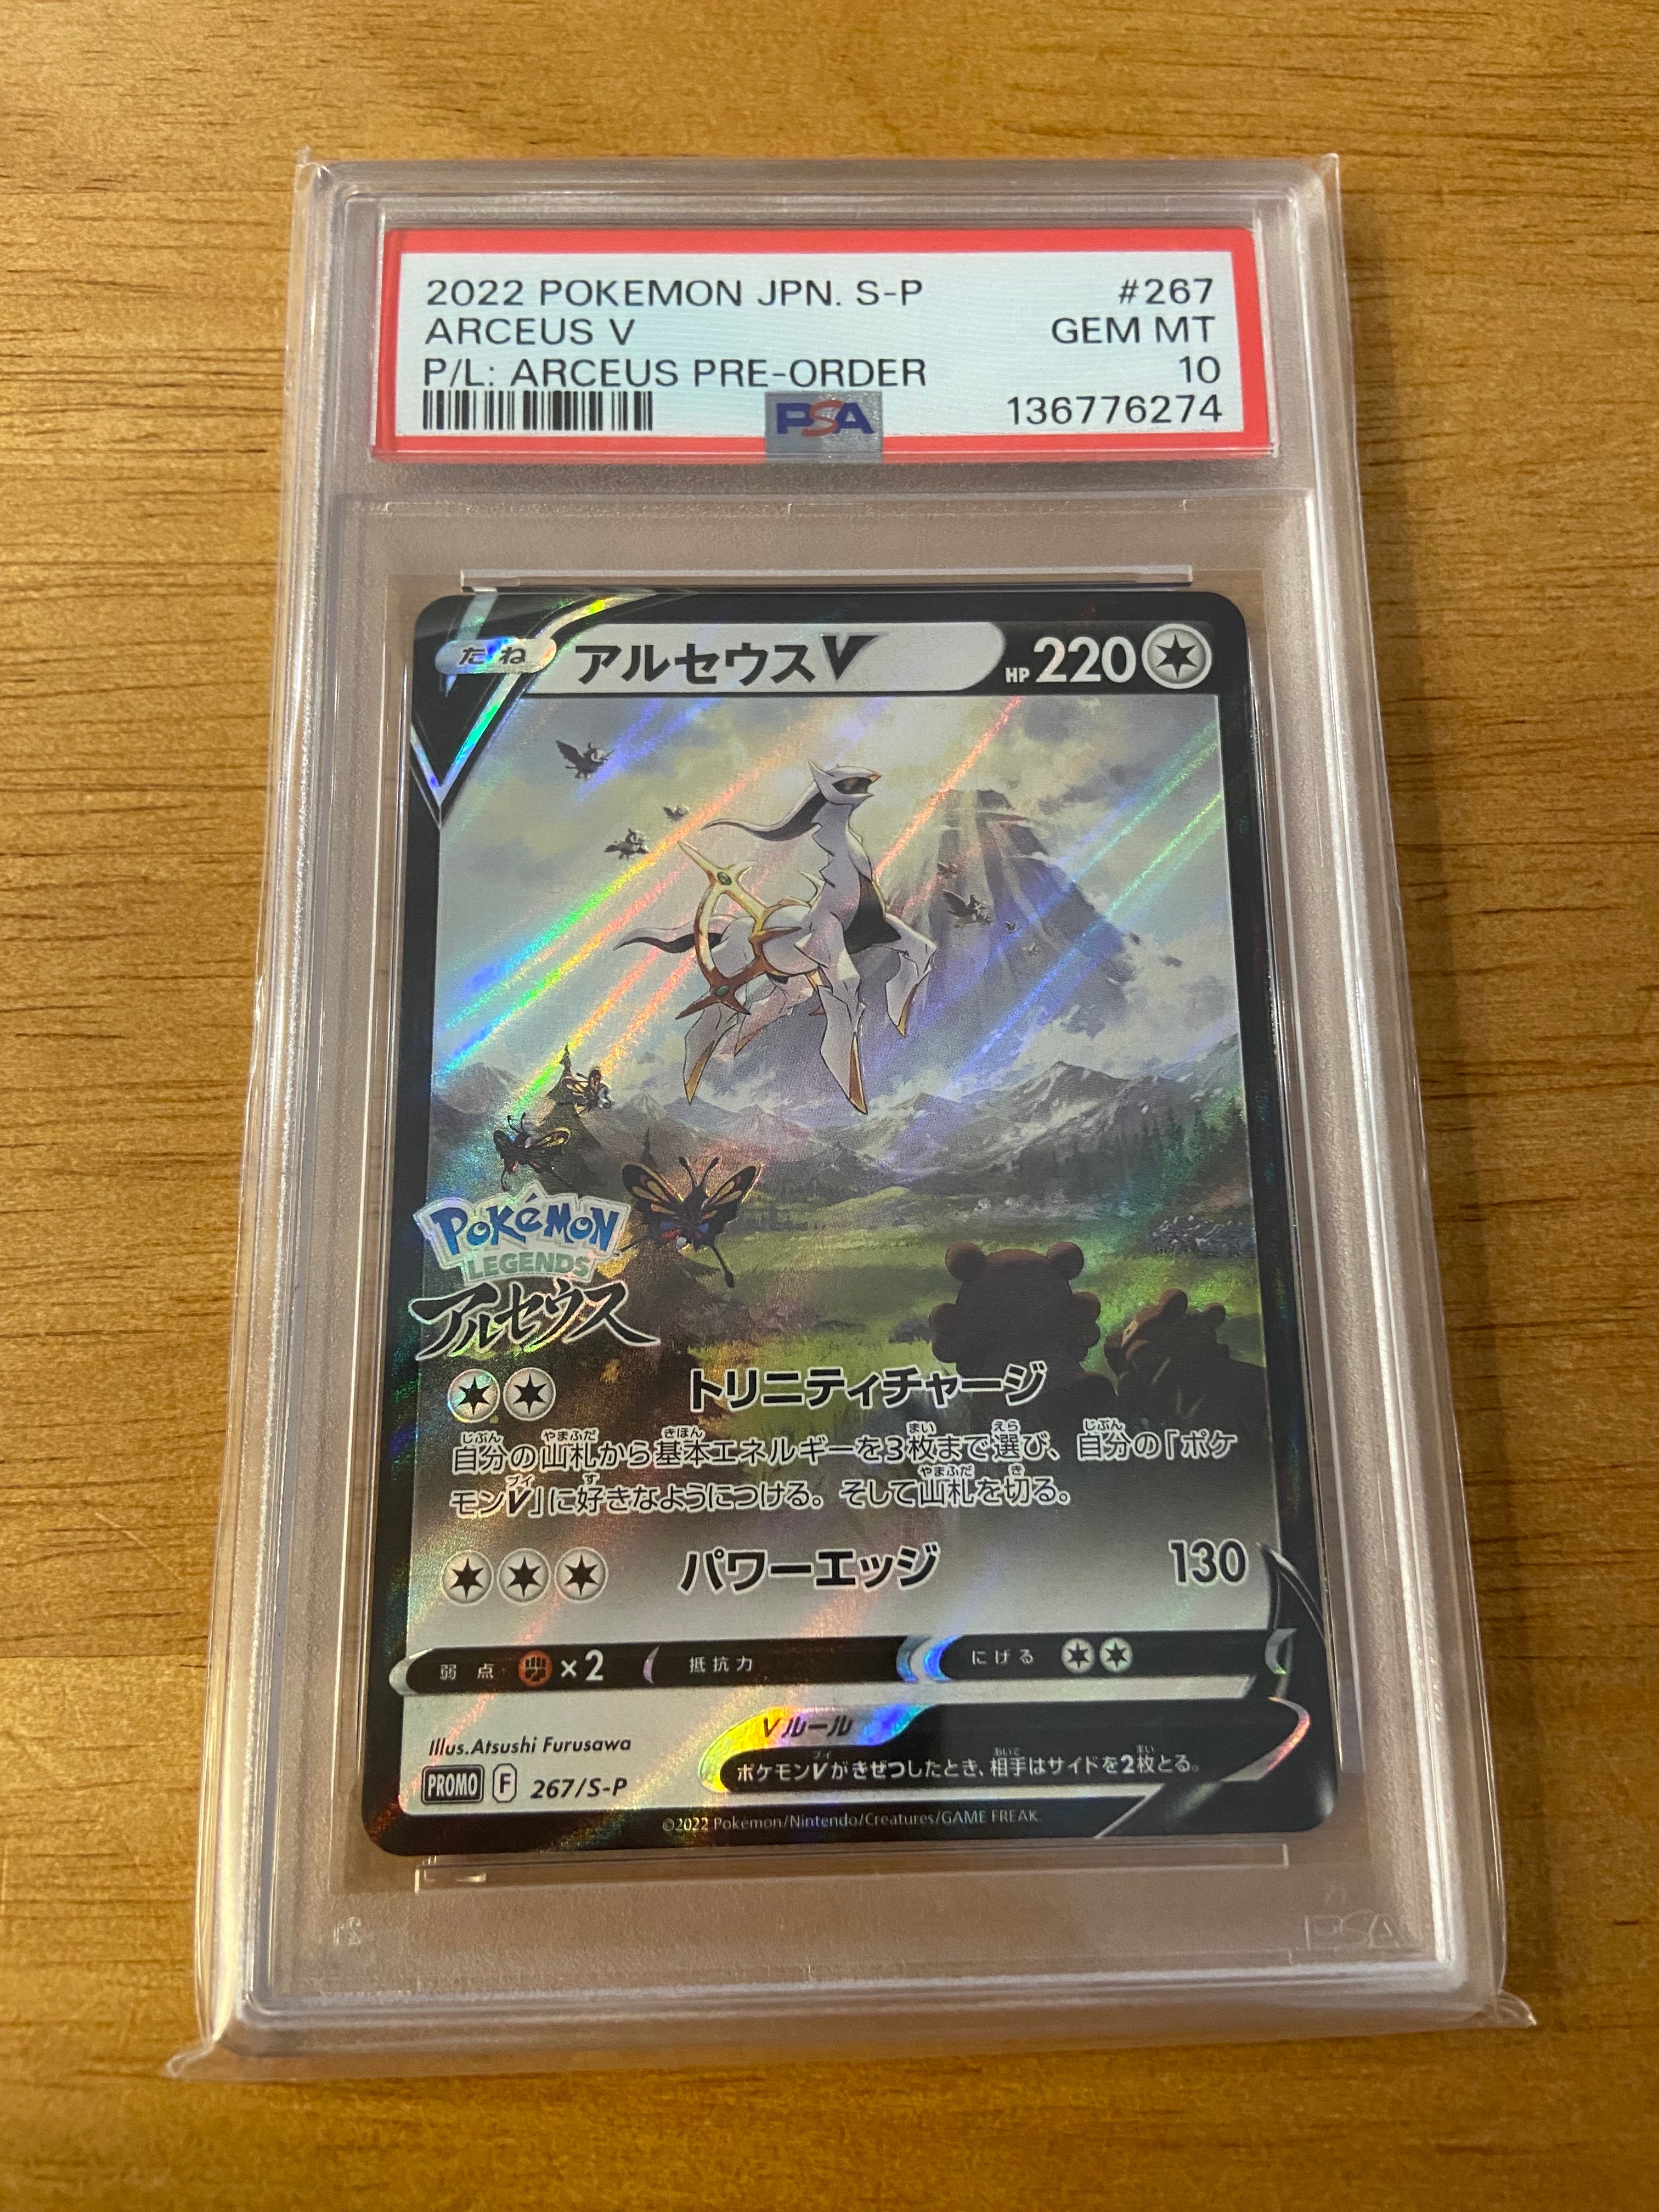 2022 POKEMON JPN. S-P #267
ARCEUS V GEM MT
P/L: ARCEUS PRE-ORDER 10
PSA 136776274
たね アルセウスV HP 220
Pokémon
LEGENDS
アルセウス
トリニティチャージ
自分の山札から基本エネルギーを3枚まで選び、自分の「ポケ
モンV」に好きなようにつける。そして山札を切る。
パワーエッジ 130
弱点 ×2 抵抗力 にげる
Vルール
ポケモンVがきぜつしたとき、相手はサイドを2枚とる。
Illus.Atsushi Furusawa
PROMO F 267/S-P
©2022 Pokémon/Nintendo/Creatures/GAME FREAK.
PSA